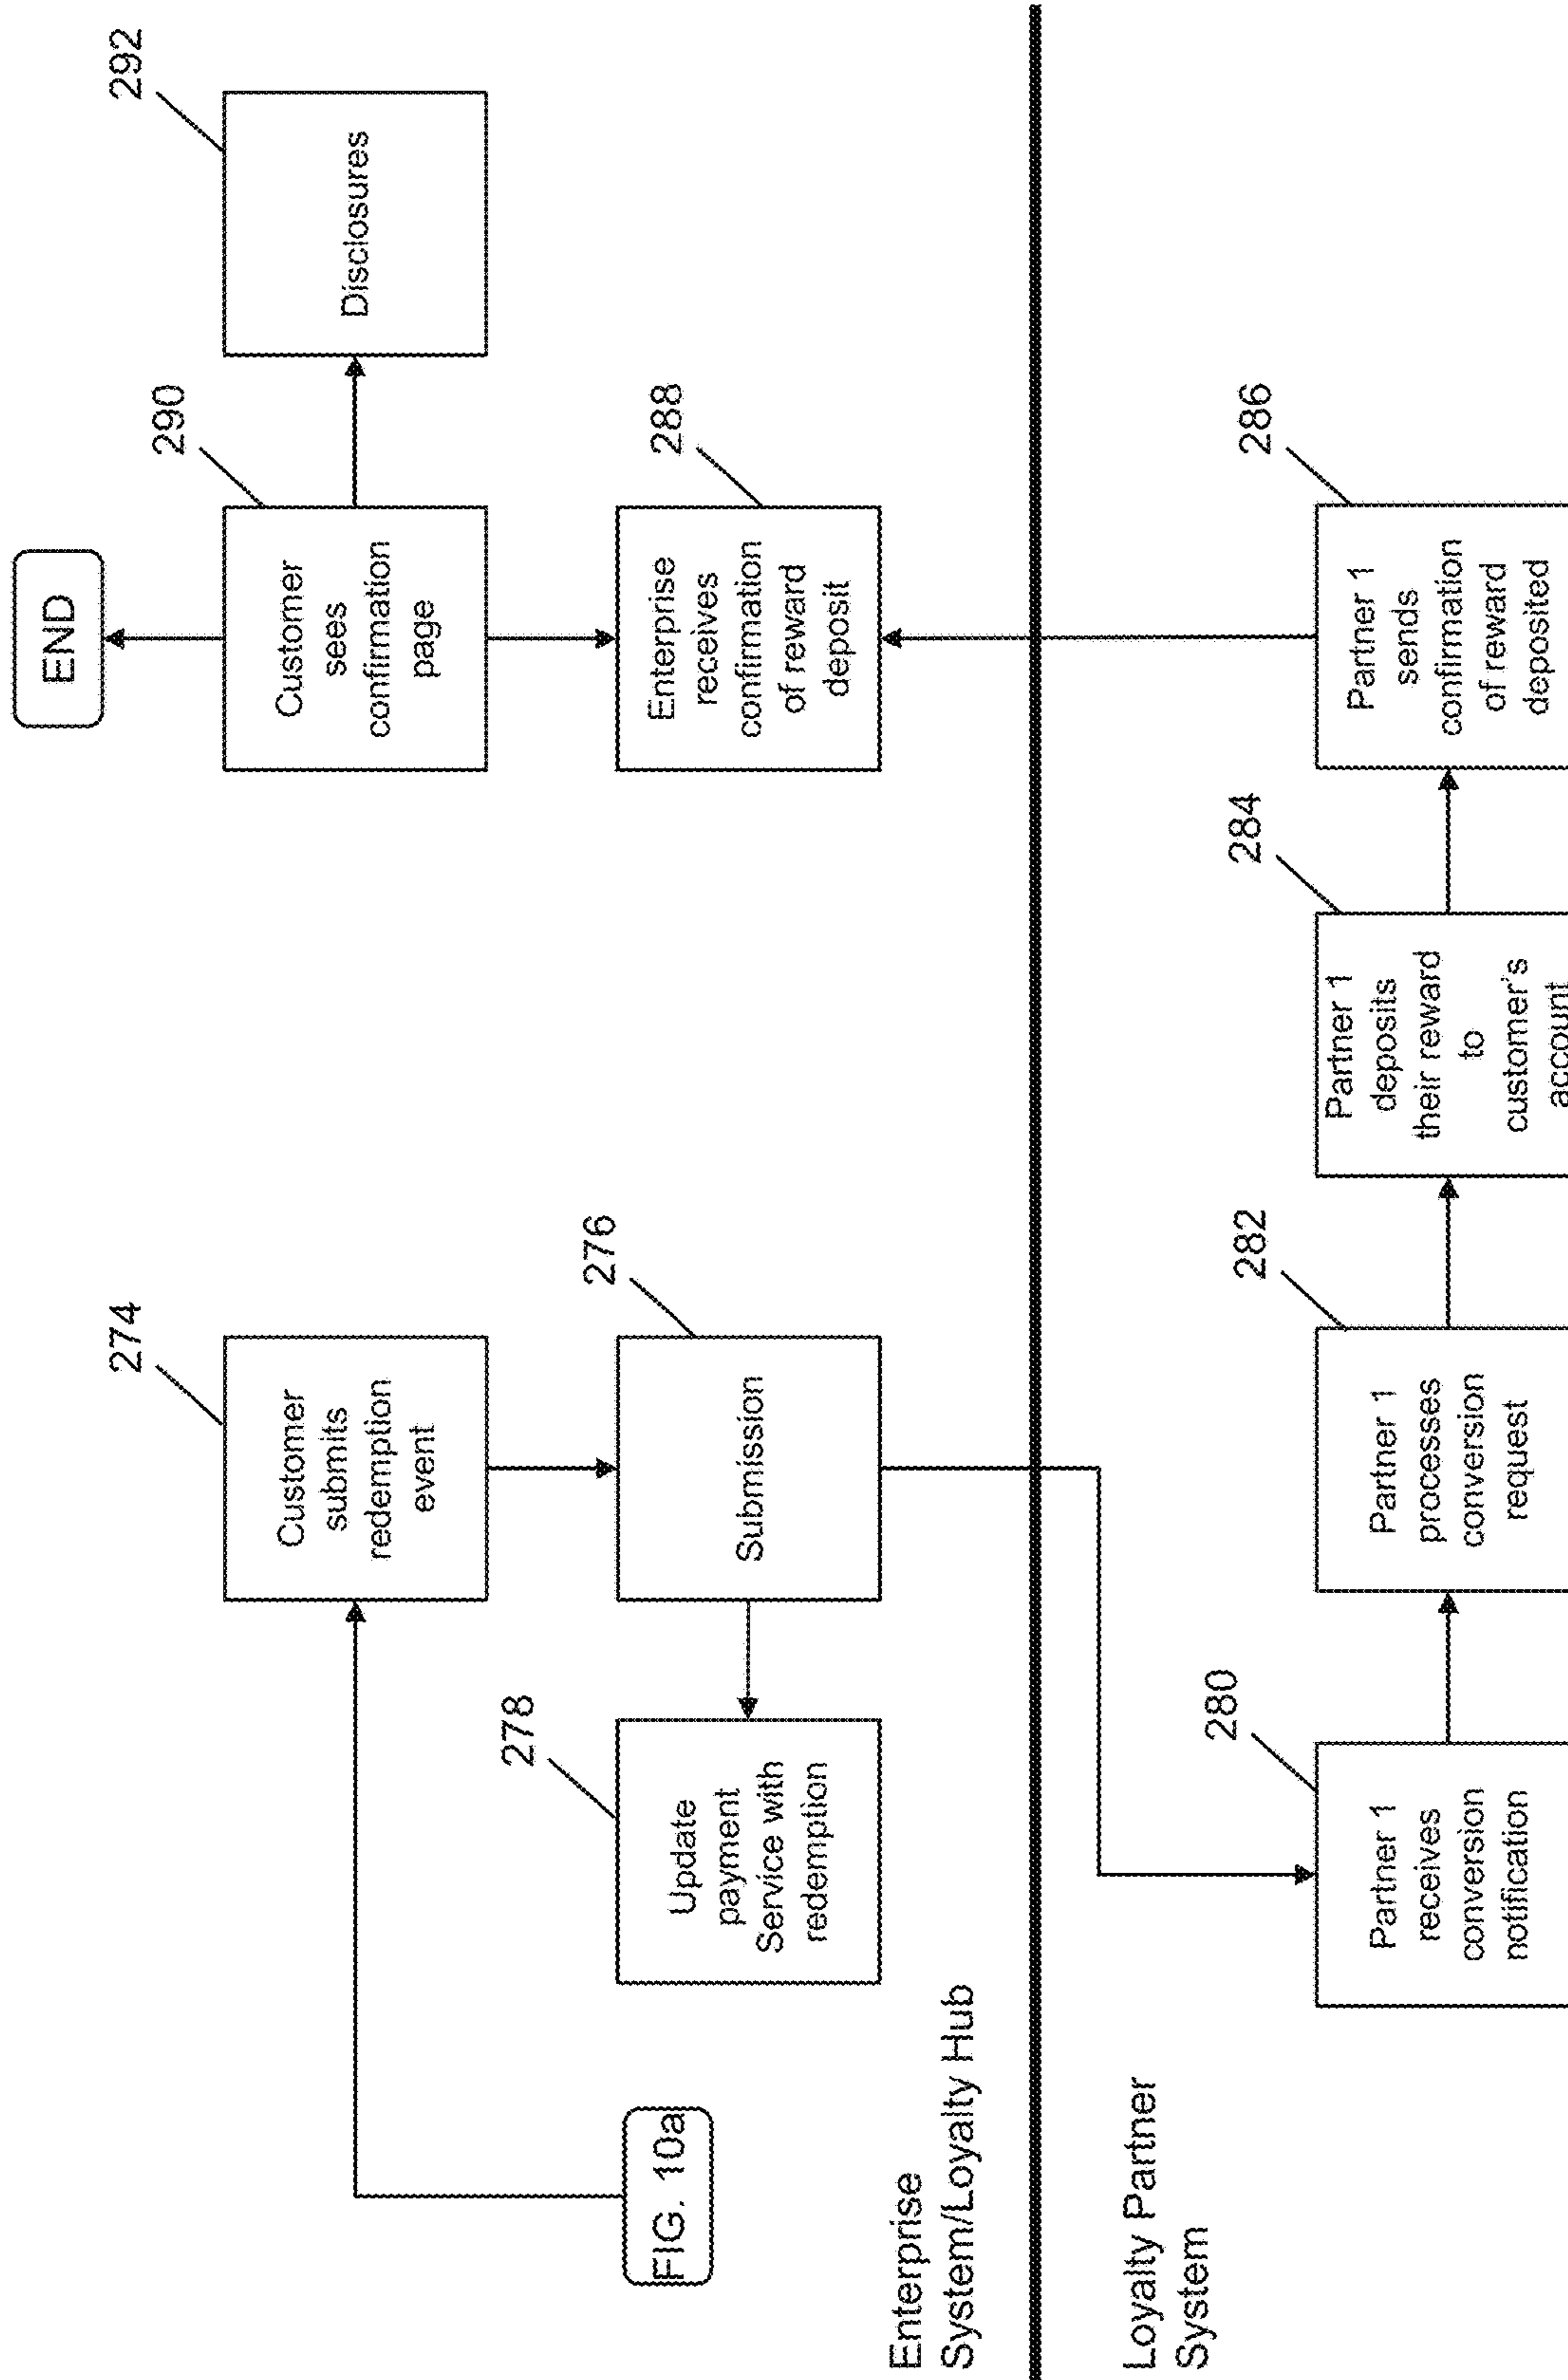 END
292
Disclosures
290
Customer
sees
confirmation
page
288
Enterprise
receives
confirmation
of reward
deposit
274
Customer
submits
redemption
event
276
Submission
278
Update
payment
Service with
redemption
FIG. 10a
Enterprise
System/Loyalty Hub
Loyalty Partner
System
280
Partner 1
receives
conversion
notification
282
Partner 1
processes
conversion
request
284
Partner 1
deposits
their reward
to
customer's
account
286
Partner 1
sends
confirmation
of reward
deposited